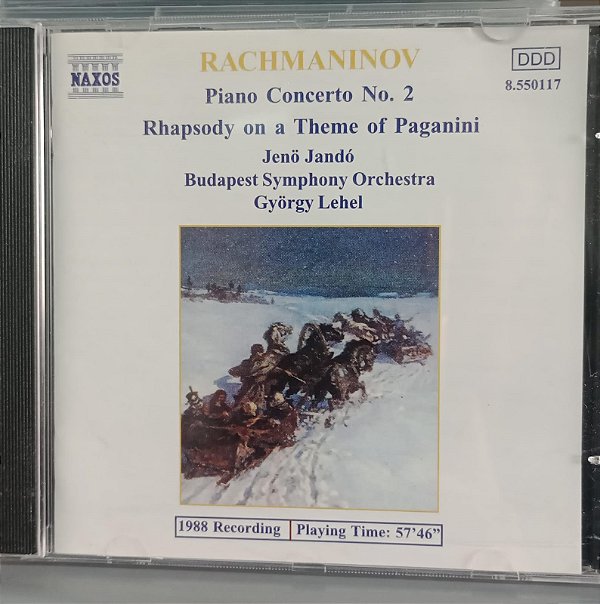 RACHMANINOV
NAXOS
DDD
8.550117
Piano Concerto No. 2
Rhapsody on a Theme of Paganini
Jenö Jandó
Budapest Symphony Orchestra
György Lehel
1988 Recording | Playing Time: 57'46”